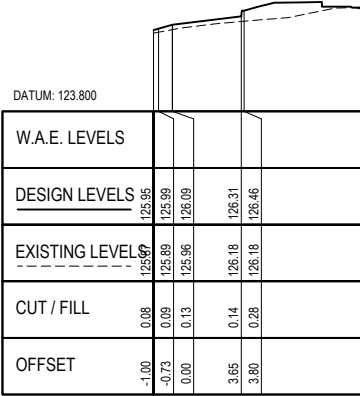 DATUM: 123.800
W.A.E. LEVELS
DESIGN LEVELS 125.95 125.99 126.09 126.31 126.46
EXISTING LEVELS 125.87 125.89 125.96 126.18 126.18
CUT / FILL 0.08 0.09 0.13 0.14 0.28
OFFSET -1.00 -0.73 0.00 3.65 3.80